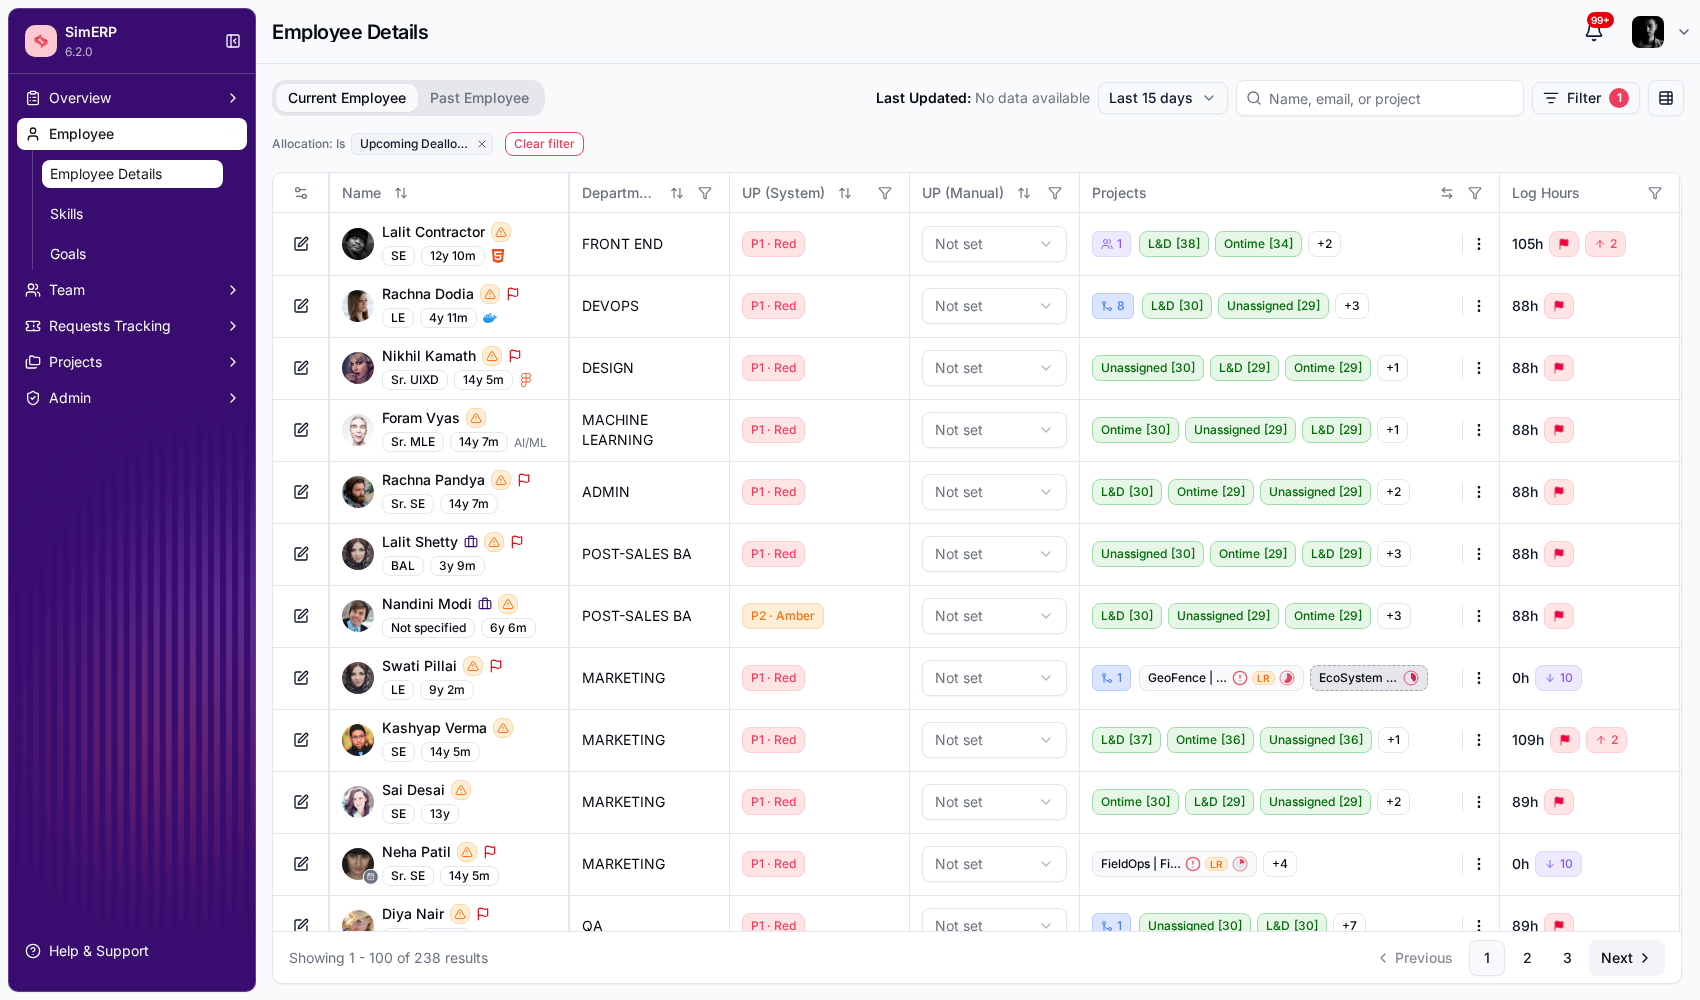 SimERP
6.2.0
Overview
Employee
Employee Details
Skills
Goals
Team
Requests Tracking
Projects
Admin
Help & Support
Employee Details
99+
Current Employee
Past Employee
Last Updated: No data available
Last 15 days
Name, email, or project
Filter 1
Allocation: Is
Upcoming Deallo...
Clear filter
Name
Departm...
UP (System)
UP (Manual)
Projects
Log Hours
Lalit Contractor
SE 12y 10m
FRONT END
P1 · Red
Not set
1 L&D [38] Ontime [34] +2
105h 2
Rachna Dodia
LE 4y 11m
DEVOPS
P1 · Red
Not set
8 L&D [30] Unassigned [29] +3
88h
Nikhil Kamath
Sr. UIXD 14y 5m
DESIGN
P1 · Red
Not set
Unassigned [30] L&D [29] Ontime [29] +1
88h
Foram Vyas
Sr. MLE 14y 7m AI/ML
MACHINE
LEARNING
P1 · Red
Not set
Ontime [30] Unassigned [29] L&D [29] +1
88h
Rachna Pandya
Sr. SE 14y 7m
ADMIN
P1 · Red
Not set
L&D [30] Ontime [29] Unassigned [29] +2
88h
Lalit Shetty
BAL 3y 9m
POST-SALES BA
P1 · Red
Not set
Unassigned [30] Ontime [29] L&D [29] +3
88h
Nandini Modi
Not specified 6y 6m
POST-SALES BA
P2 · Amber
Not set
L&D [30] Unassigned [29] Ontime [29] +3
88h
Swati Pillai
LE 9y 2m
MARKETING
P1 · Red
Not set
1 GeoFence | ... LR EcoSystem ...
0h 10
Kashyap Verma
SE 14y 5m
MARKETING
P1 · Red
Not set
L&D [37] Ontime [36] Unassigned [36] +1
109h 2
Sai Desai
SE 13y
MARKETING
P1 · Red
Not set
Ontime [30] L&D [29] Unassigned [29] +2
89h
Neha Patil
Sr. SE 14y 5m
MARKETING
P1 · Red
Not set
FieldOps | Fi... LR +4
0h 10
Diya Nair
QA
P1 · Red
Not set
1 Unassigned [30] L&D [30] +7
89h
Showing 1 - 100 of 238 results
Previous 1 2 3 Next